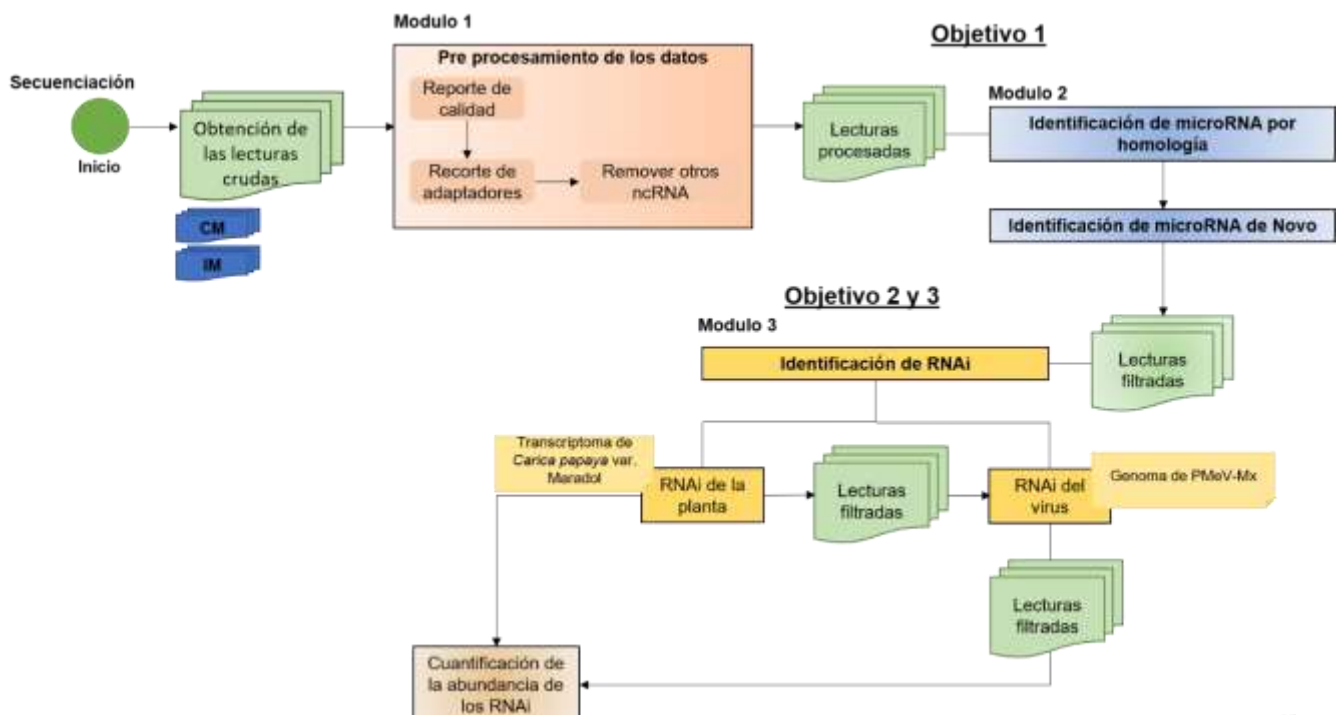 Modulo 1
Objetivo 1
Secuenciación
Inicio
Obtención de
las lecturas
crudas
CM
IM
Pre procesamiento de los datos
Reporte de
calidad
Recorte de
adaptadores
Remover otros
ncRNA
Lecturas
procesadas
Modulo 2
Identificación de microRNA por
homología
Identificación de microRNA de Novo
Lecturas
filtradas
Objetivo 2 y 3
Modulo 3
Identificación de RNAi
Transcriptoma de
Carica papaya var.
Maradol
RNAi de la
planta
Lecturas
filtradas
RNAi del
virus
Genoma de PMeV-Mx
Lecturas
filtradas
Cuantificación de
la abundancia de
los RNAi